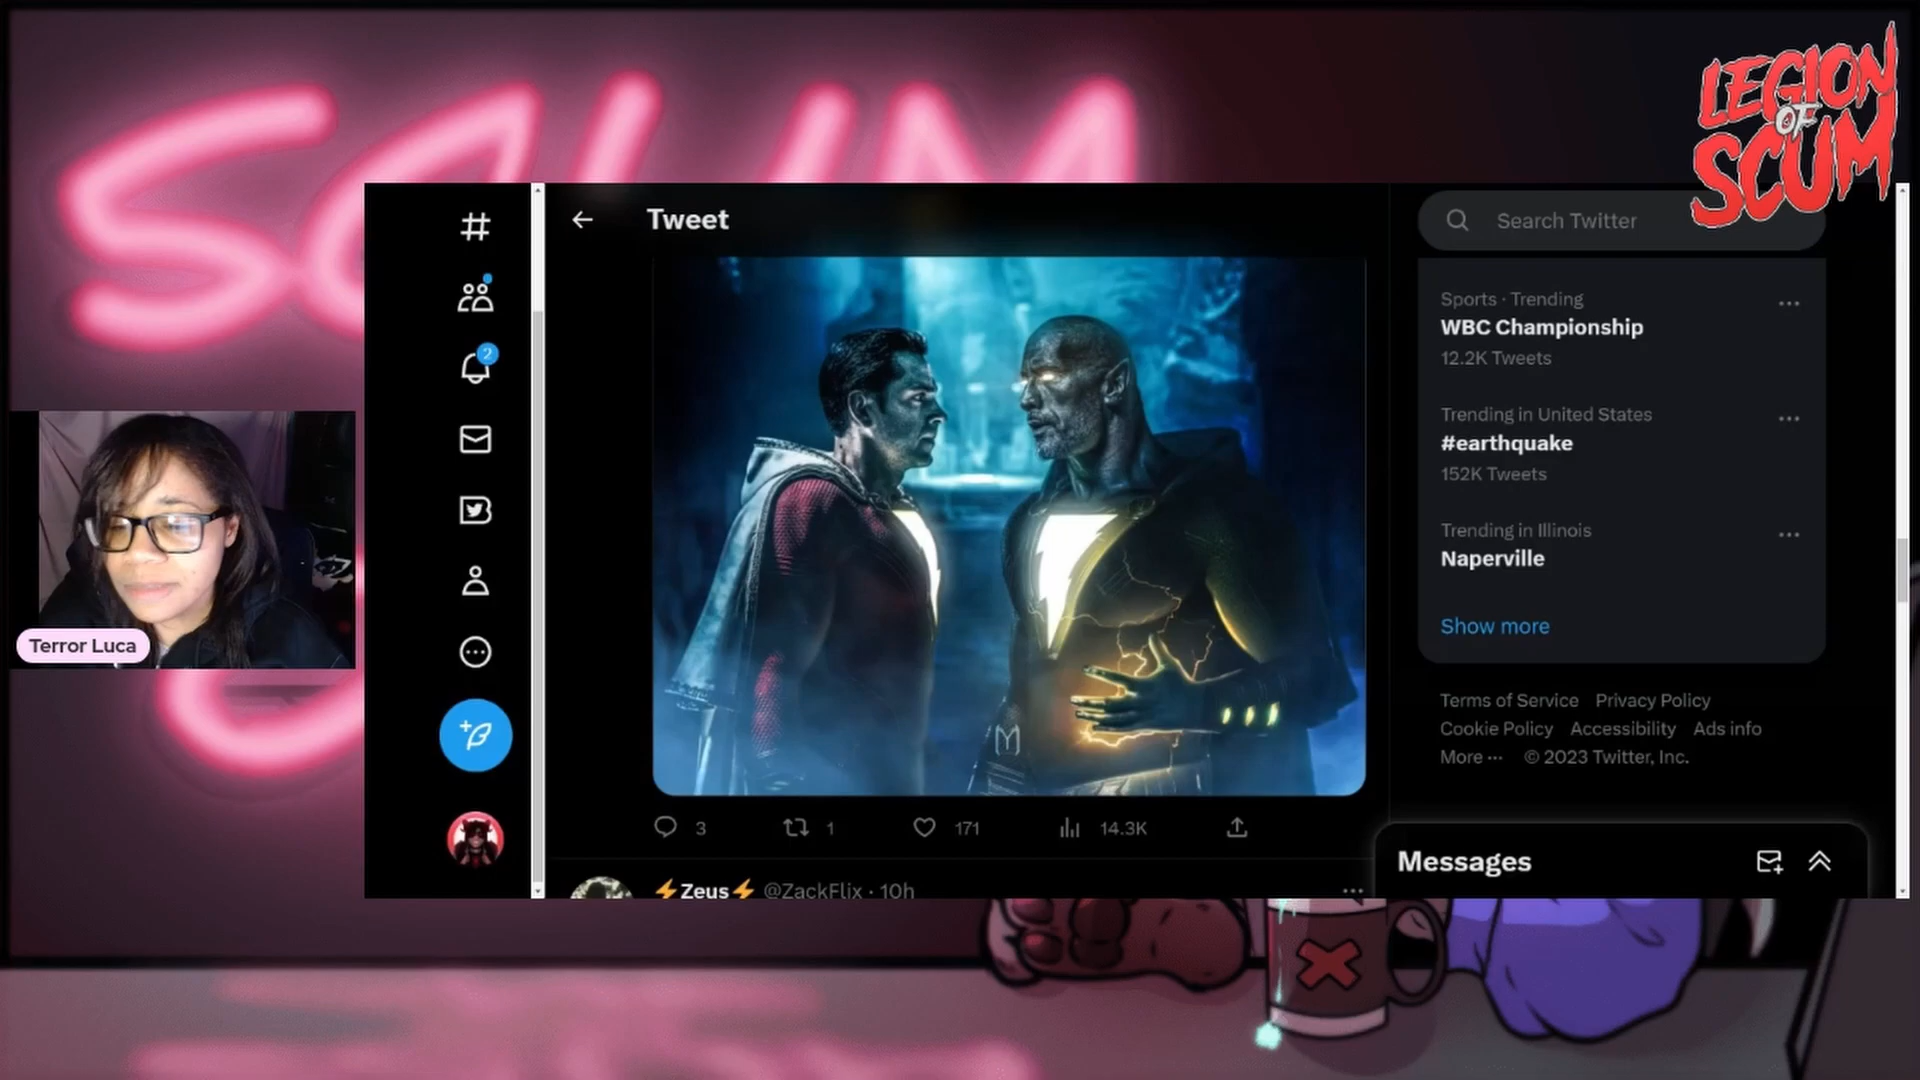 SCUM
LEGION
OF
SCUM
Tweet
Search Twitter
Sports · Trending
WBC Championship
12.2K Tweets
Trending in United States
#earthquake
152K Tweets
Trending in Illinois
Naperville
Show more
Terms of Service Privacy Policy
Cookie Policy Accessibility Ads info
More ··· © 2023 Twitter, Inc.
2
Terror Luca
3 1 171 14.3K
Messages
⚡Zeus⚡ @ZackFlix · 10h